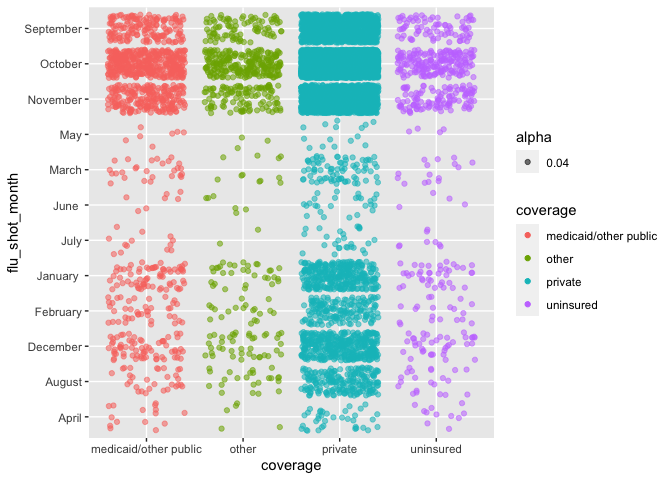 September
October
November
May
March
June
July
January
February
December
August
April
flu_shot_month
medicaid/other public
other
private
uninsured
coverage
alpha
0.04
coverage
medicaid/other public
other
private
uninsured